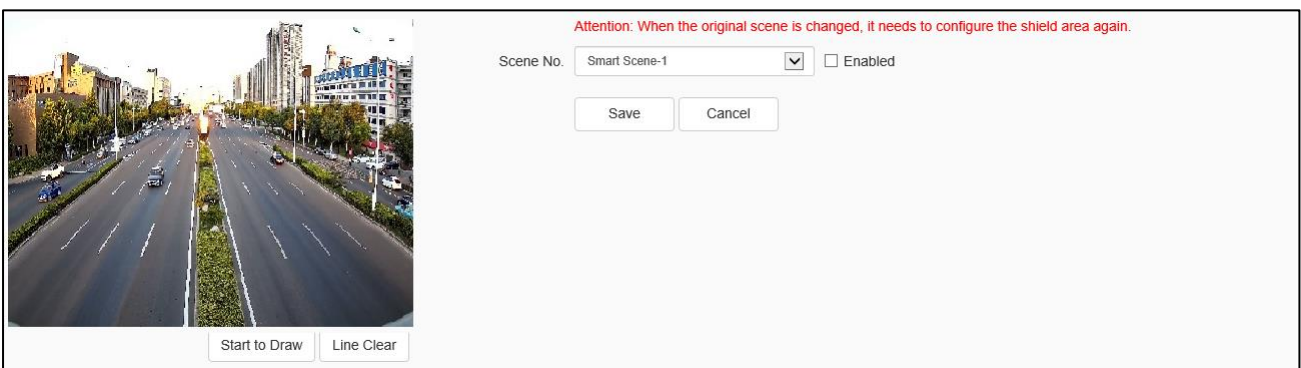 Attention: When the original scene is changed, it needs to configure the shield area again.
Scene No. Smart Scene-1 Enabled
Save Cancel
Start to Draw Line Clear